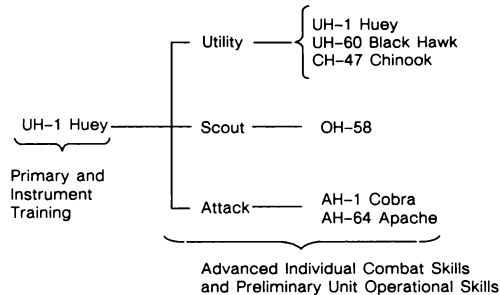 UH-1 Huey
Primary and
Instrument
Training
Utility
UH-1 Huey
UH-60 Black Hawk
CH-47 Chinook
Scout
OH-58
Attack
AH-1 Cobra
AH-64 Apache
Advanced Individual Combat Skills
and Preliminary Unit Operational Skills